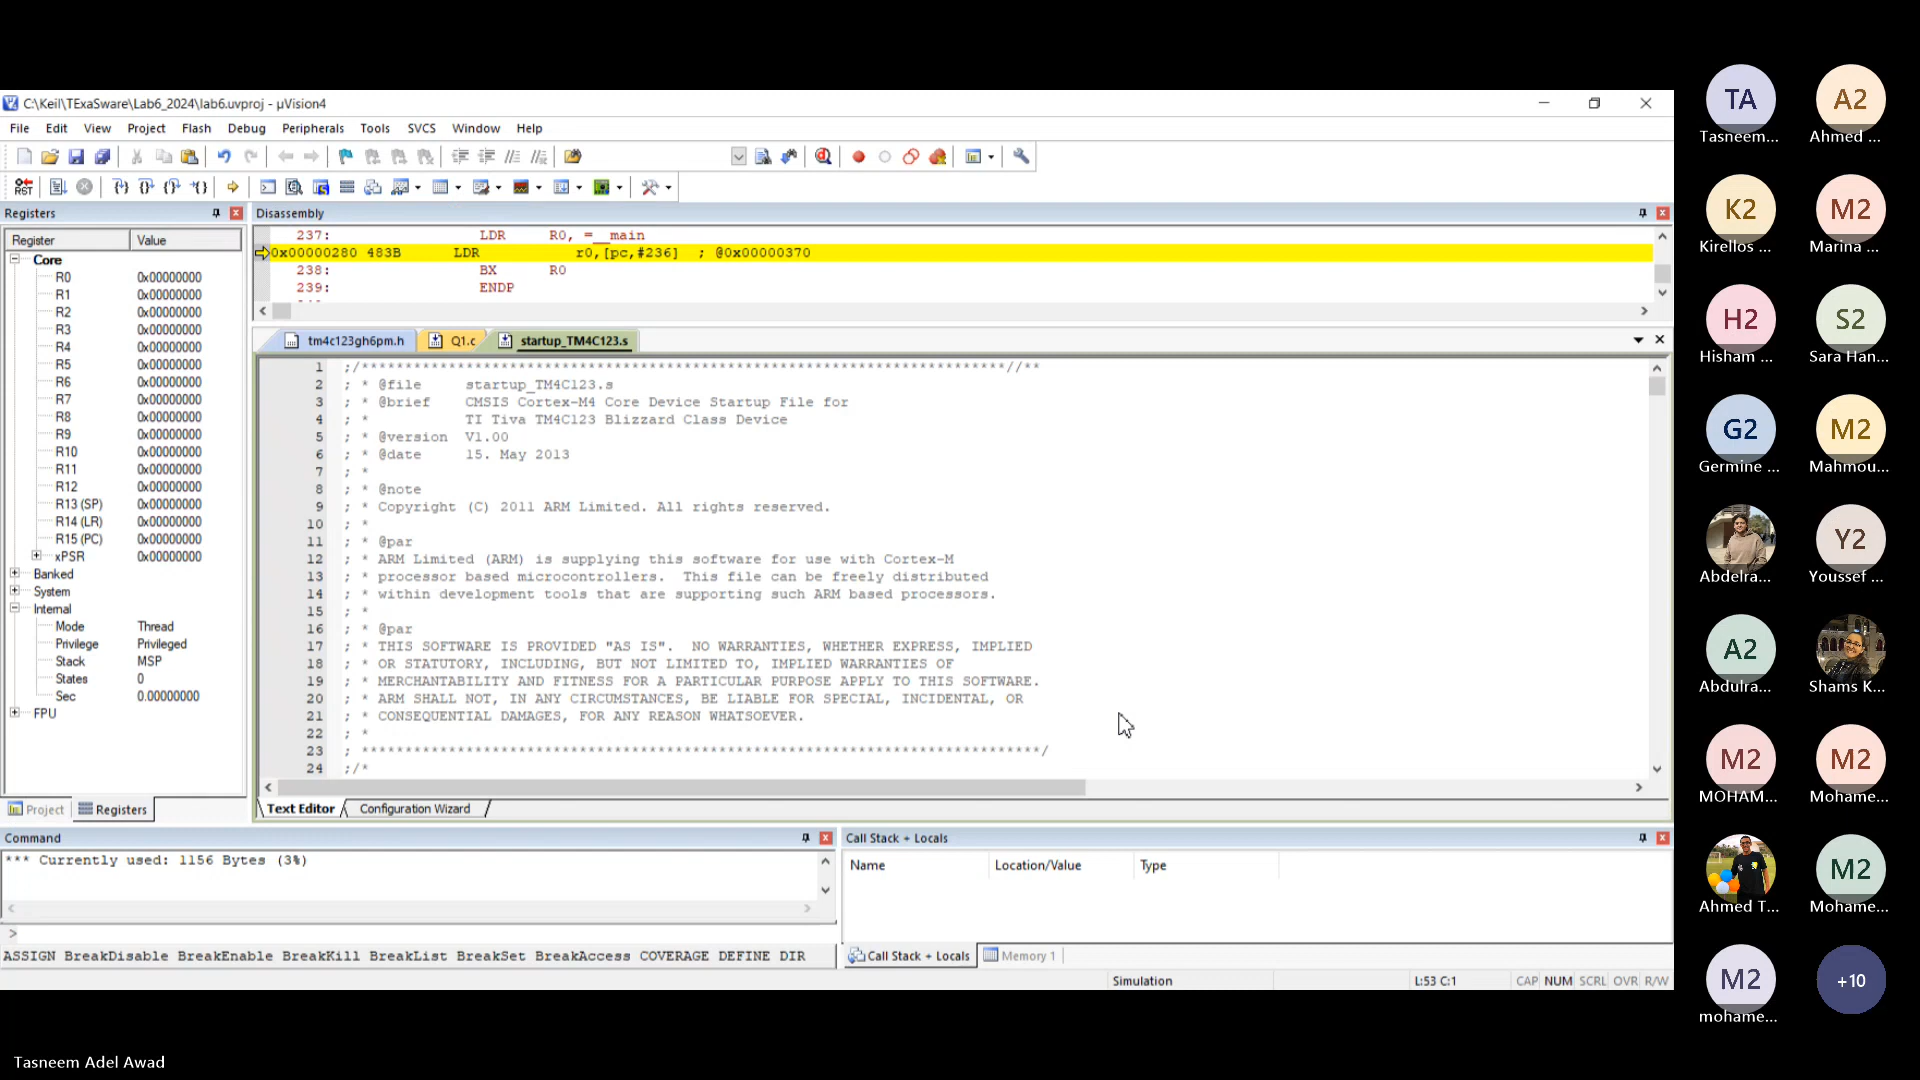 C:\Keil\TExaSware\Lab6_2024\lab6.uvproj - µVision4
File Edit View Project Flash Debug Peripherals Tools SVCS Window Help
Registers
Register Value
Core
R0 0x00000000
R1 0x00000000
R2 0x00000000
R3 0x00000000
R4 0x00000000
R5 0x00000000
R6 0x00000000
R7 0x00000000
R8 0x00000000
R9 0x00000000
R10 0x00000000
R11 0x00000000
R12 0x00000000
R13 (SP) 0x00000000
R14 (LR) 0x00000000
R15 (PC) 0x00000000
xPSR 0x00000000
Banked
System
Internal
Mode Thread
Privilege Privileged
Stack MSP
States 0
Sec 0.00000000
FPU
Project Registers
Disassembly
237: LDR R0, =__main
0x00000280 483B LDR r0,[pc,#236] ; @0x00000370
238: BX R0
239: ENDP
tm4c123gh6pm.h Q1.c startup_TM4C123.s
1 ;/**************************************************************************//**
2 ; * @file startup_TM4C123.s
3 ; * @brief CMSIS Cortex-M4 Core Device Startup File for
4 ; * TI Tiva TM4C123 Blizzard Class Device
5 ; * @version V1.00
6 ; * @date 15. May 2013
7 ; *
8 ; * @note
9 ; * Copyright (C) 2011 ARM Limited. All rights reserved.
10 ; *
11 ; * @par
12 ; * ARM Limited (ARM) is supplying this software for use with Cortex-M
13 ; * processor based microcontrollers. This file can be freely distributed
14 ; * within development tools that are supporting such ARM based processors.
15 ; *
16 ; * @par
17 ; * THIS SOFTWARE IS PROVIDED "AS IS". NO WARRANTIES, WHETHER EXPRESS, IMPLIED
18 ; * OR STATUTORY, INCLUDING, BUT NOT LIMITED TO, IMPLIED WARRANTIES OF
19 ; * MERCHANTABILITY AND FITNESS FOR A PARTICULAR PURPOSE APPLY TO THIS SOFTWARE.
20 ; * ARM SHALL NOT, IN ANY CIRCUMSTANCES, BE LIABLE FOR SPECIAL, INCIDENTAL, OR
21 ; * CONSEQUENTIAL DAMAGES, FOR ANY REASON WHATSOEVER.
22 ; *
23 ; ******************************************************************************/
24 ;/*
Text Editor Configuration Wizard
Command
*** Currently used: 1156 Bytes (3%)
>
ASSIGN BreakDisable BreakEnable BreakKill BreakList BreakSet BreakAccess COVERAGE DEFINE DIR
Call Stack + Locals
Name Location/Value Type
Call Stack + Locals Memory 1
Simulation L:53 C:1 CAP NUM SCRL OVR R/W
TA A2
Tasneem... Ahmed ...
K2 M2
Kirellos ... Marina ...
H2 S2
Hisham ... Sara Han...
G2 M2
Germine ... Mahmou...
Y2
Abdelra... Youssef ...
A2
Abdulra... Shams K...
M2 M2
MOHAM... Mohame...
M2
Ahmed T... Mohame...
M2 +10
mohame...
Tasneem Adel Awad